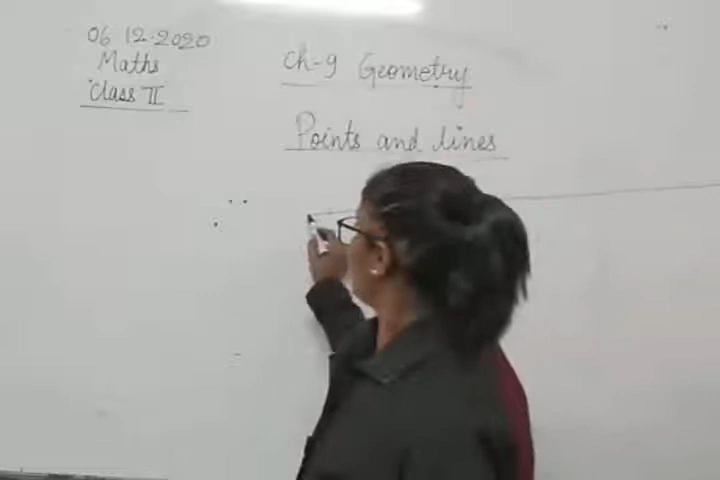 06 12.2020
Maths
Class II
Ch-9 Geometry
Points and lines